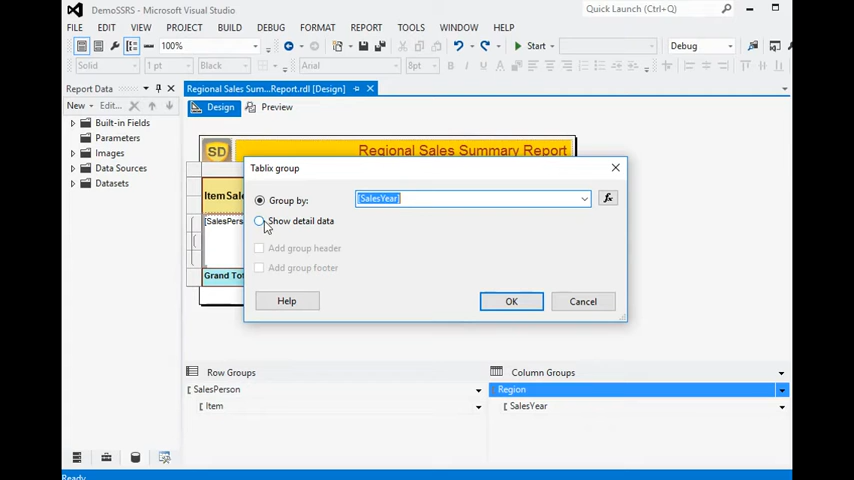 DemoSSRS - Microsoft Visual Studio
Quick Launch (Ctrl+Q)
FILE EDIT VIEW PROJECT BUILD DEBUG FORMAT REPORT TOOLS WINDOW HELP
100% Start Debug
Solid 1 pt Black Arial 8pt B
Report Data
Regional Sales Sum...Report.rdl [Design]
New Edit...
Design Preview
Built-in Fields
Parameters
Images
Data Sources
Datasets
SD Regional Sales Summary Report
Tablix group
Group by: [SalesYear] fx
Show detail data
Add group header
Add group footer
Help OK Cancel
ItemSale
[SalesPers
Grand Tot
Row Groups
Column Groups
[ SalesPerson
Region
[ Item
[ SalesYear
Ready